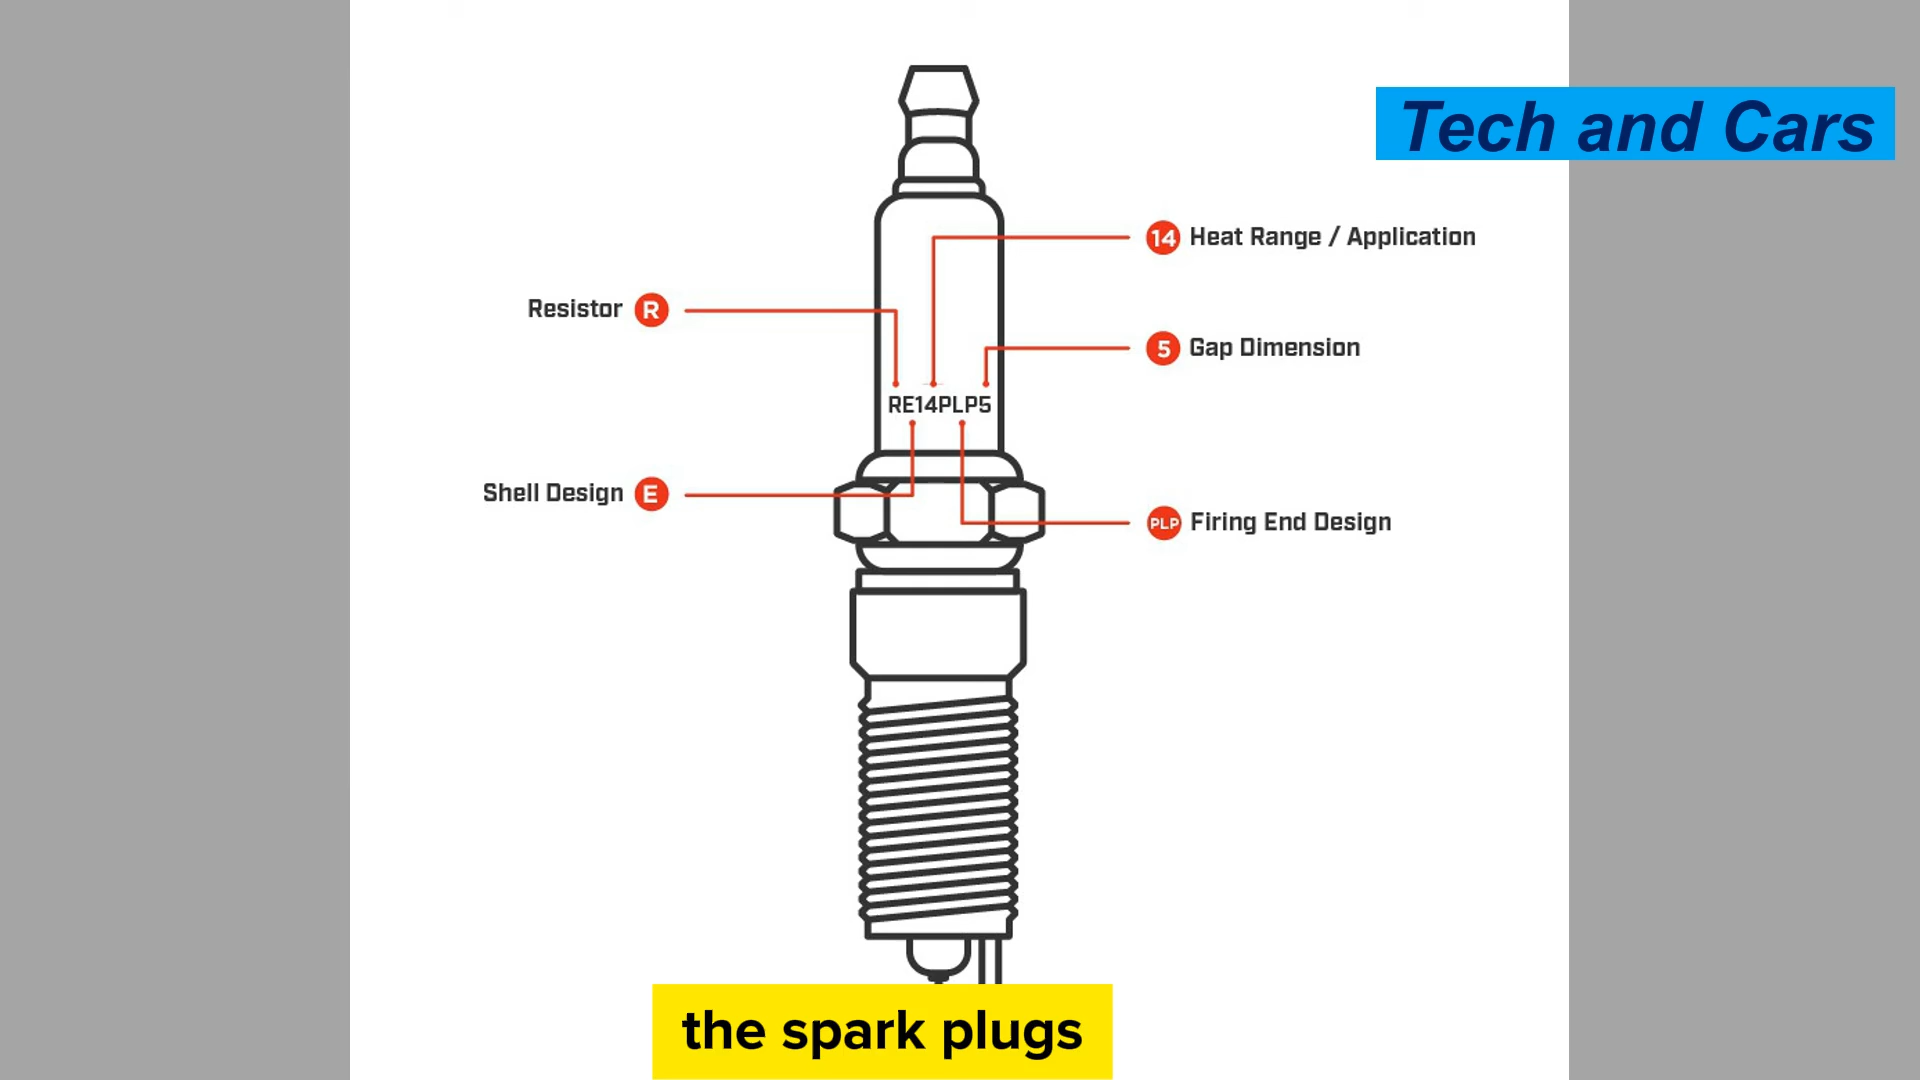 Tech and Cars
14 Heat Range / Application
Resistor R
5 Gap Dimension
RE14PLP5
Shell Design E
PLP Firing End Design
the spark plugs